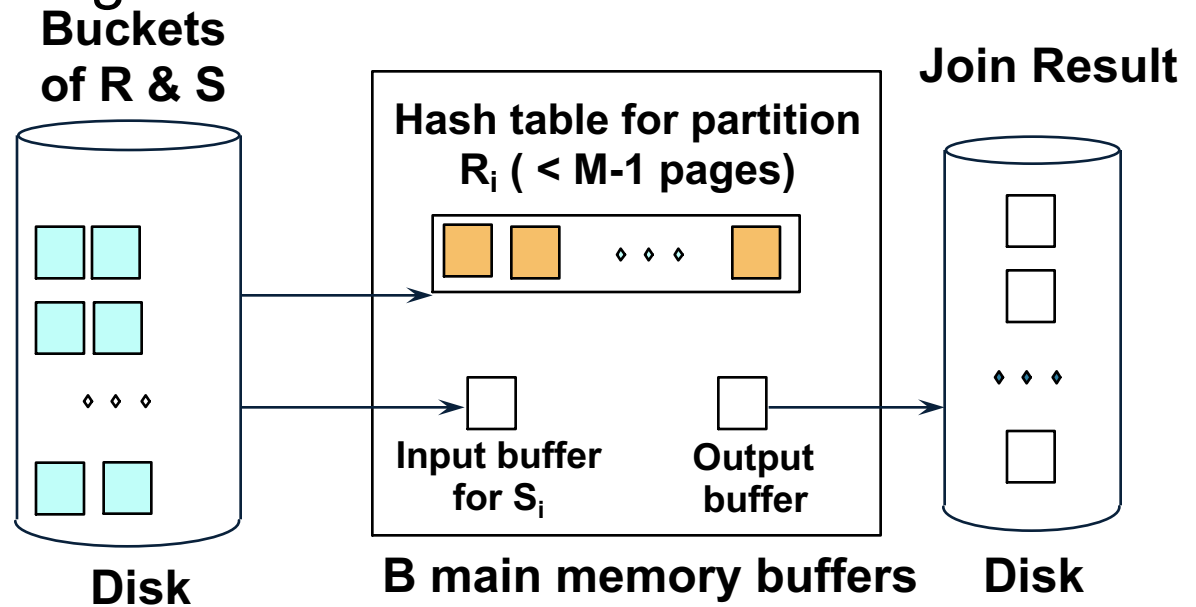 Buckets
of R & S
Join Result
Hash table for partition
Ri ( < M-1 pages)
Input buffer
for Si
Output
buffer
Disk
B main memory buffers
Disk